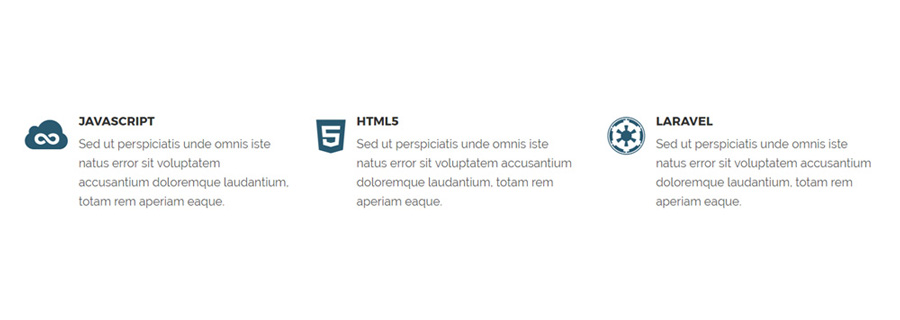 JAVASCRIPT
Sed ut perspiciatis unde omnis iste
natus error sit voluptatem
accusantium doloremque laudantium,
totam rem aperiam eaque.
HTML5
Sed ut perspiciatis unde omnis iste
natus error sit voluptatem accusantium
doloremque laudantium, totam rem
aperiam eaque.
LARAVEL
Sed ut perspiciatis unde omnis iste
natus error sit voluptatem accusantium
doloremque laudantium, totam rem
aperiam eaque.